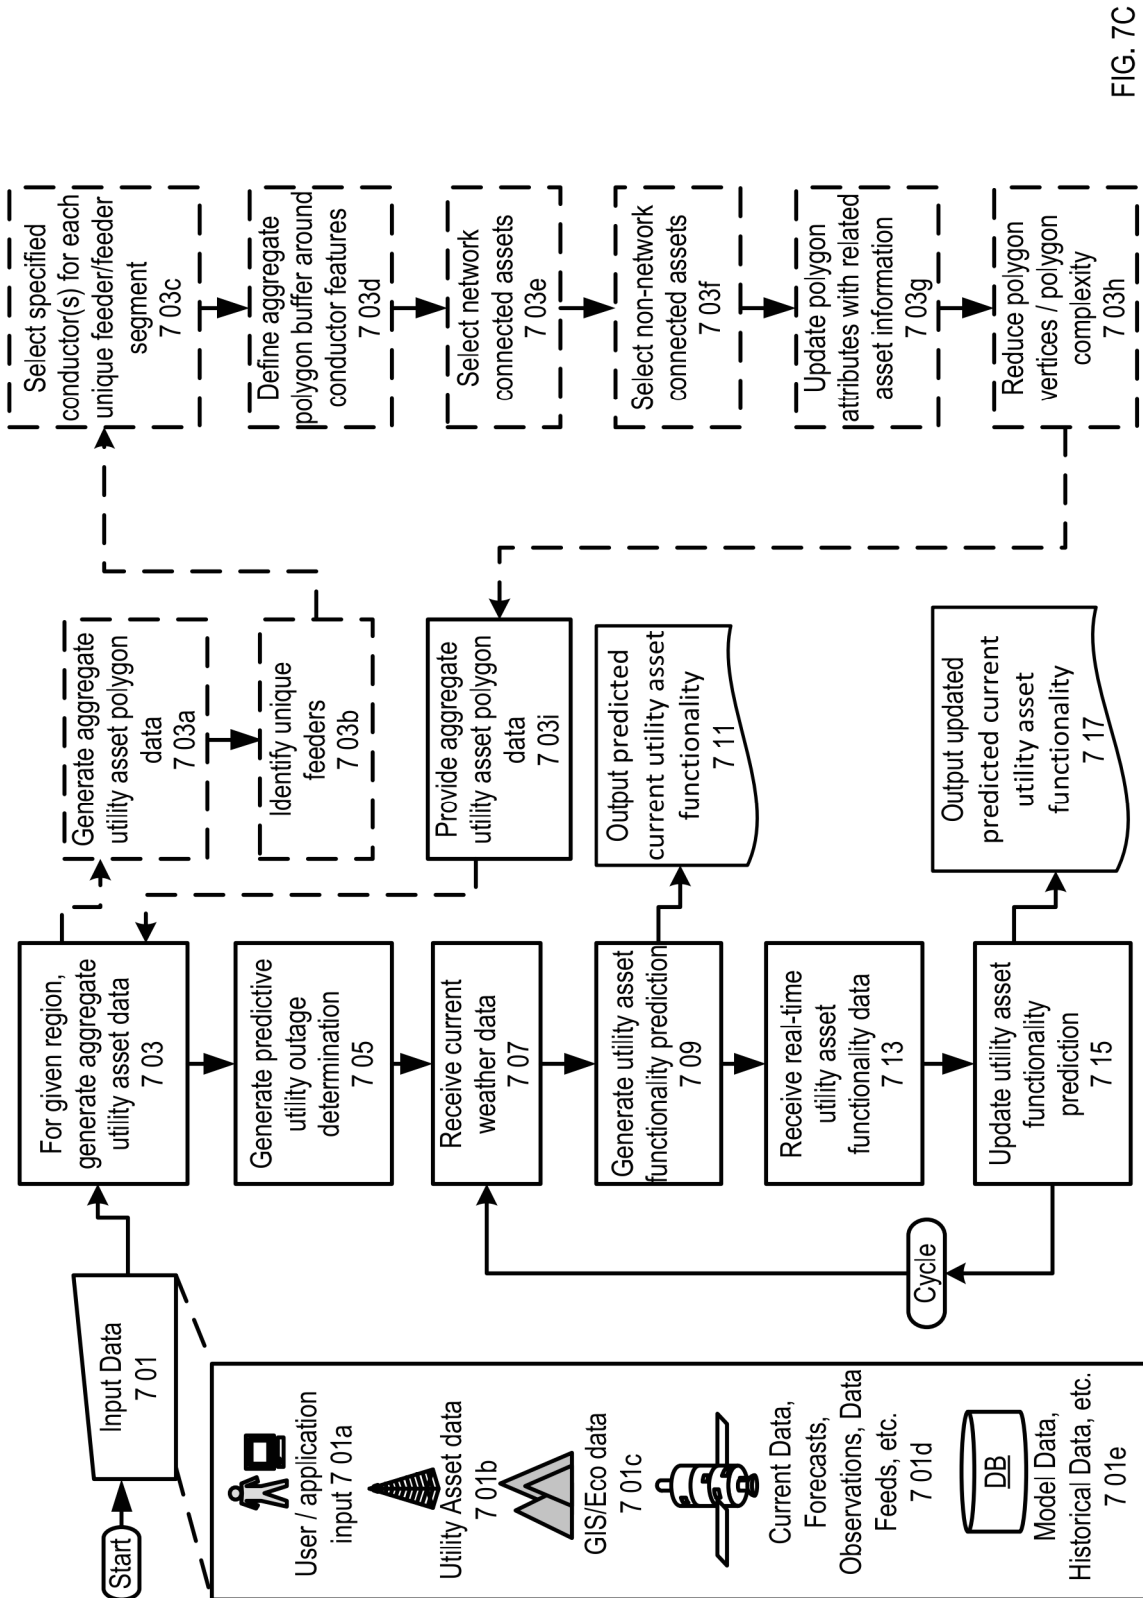 Start
Input Data
7 01
User / application
input 7 01a
Utility Asset data
7 01b
GIS/Eco data
7 01c
Current Data,
Forecasts,
Observations, Data
Feeds, etc.
7 01d
DB
Model Data,
Historical Data, etc.
7 01e
For given region,
generate aggregate
utility asset data
7 03
Generate predictive
utility outage
determination
7 05
Receive current
weather data
7 07
Generate utility asset
functionality prediction
7 09
Receive real-time
utility asset
functionality data
7 13
Update utility asset
functionality
prediction
7 15
Cycle
Generate aggregate
utility asset polygon
data
7 03a
Identify unique
feeders
7 03b
Provide aggregate
utility asset polygon
data
7 03i
Output predicted
current utility asset
functionality
7 11
Output updated
predicted current
utility asset
functionality
7 17
Select specified
conductor(s) for each
unique feeder/feeder
segment
7 03c
Define aggregate
polygon buffer around
conductor features
7 03d
Select network
connected assets
7 03e
Select non-network
connected assets
7 03f
Update polygon
attributes with related
asset information
7 03g
Reduce polygon
vertices / polygon
complexity
7 03h
FIG. 7C